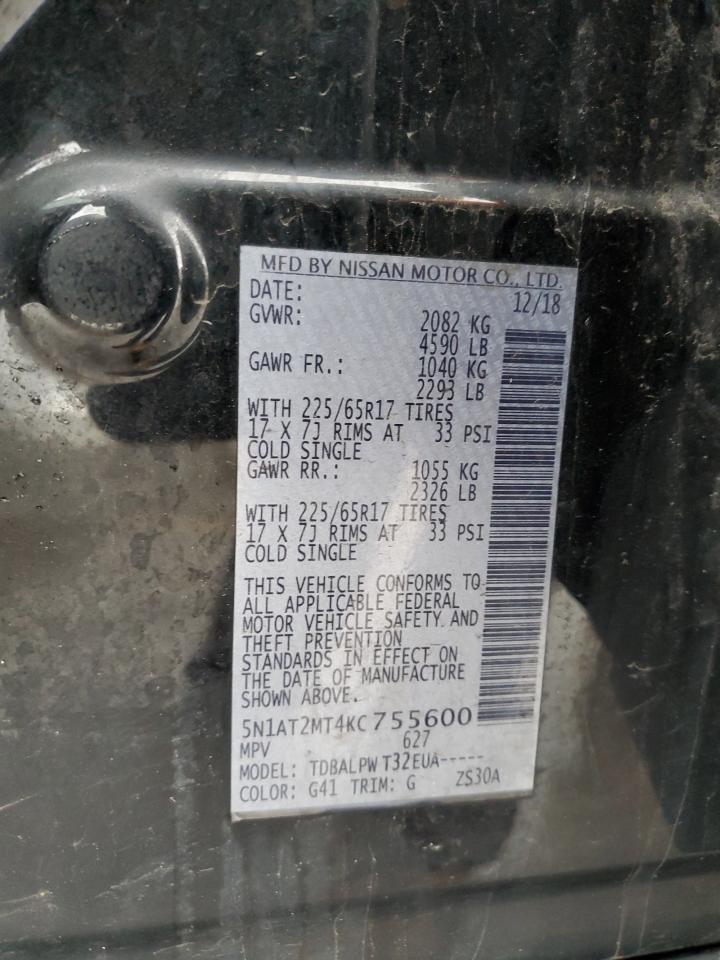 MFD BY NISSAN MOTOR CO., LTD.
DATE: 12/18
GVWR: 2082 KG
4590 LB
GAWR FR.: 1040 KG
2293 LB
WITH 225/65R17 TIRES
17 X 7J RIMS AT 33 PSI
COLD SINGLE
GAWR RR.: 1055 KG
2326 LB
WITH 225/65R17 TIRES
17 X 7J RIMS AT 33 PSI
COLD SINGLE
THIS VEHICLE CONFORMS TO
ALL APPLICABLE FEDERAL
MOTOR VEHICLE SAFETY AND
THEFT PREVENTION
STANDARDS IN EFFECT ON
THE DATE OF MANUFACTURE
SHOWN ABOVE.
5N1AT2MT4KC755600
MPV 627
MODEL: TDBALPW T32EUA-----
COLOR: G41 TRIM: G ZS30A